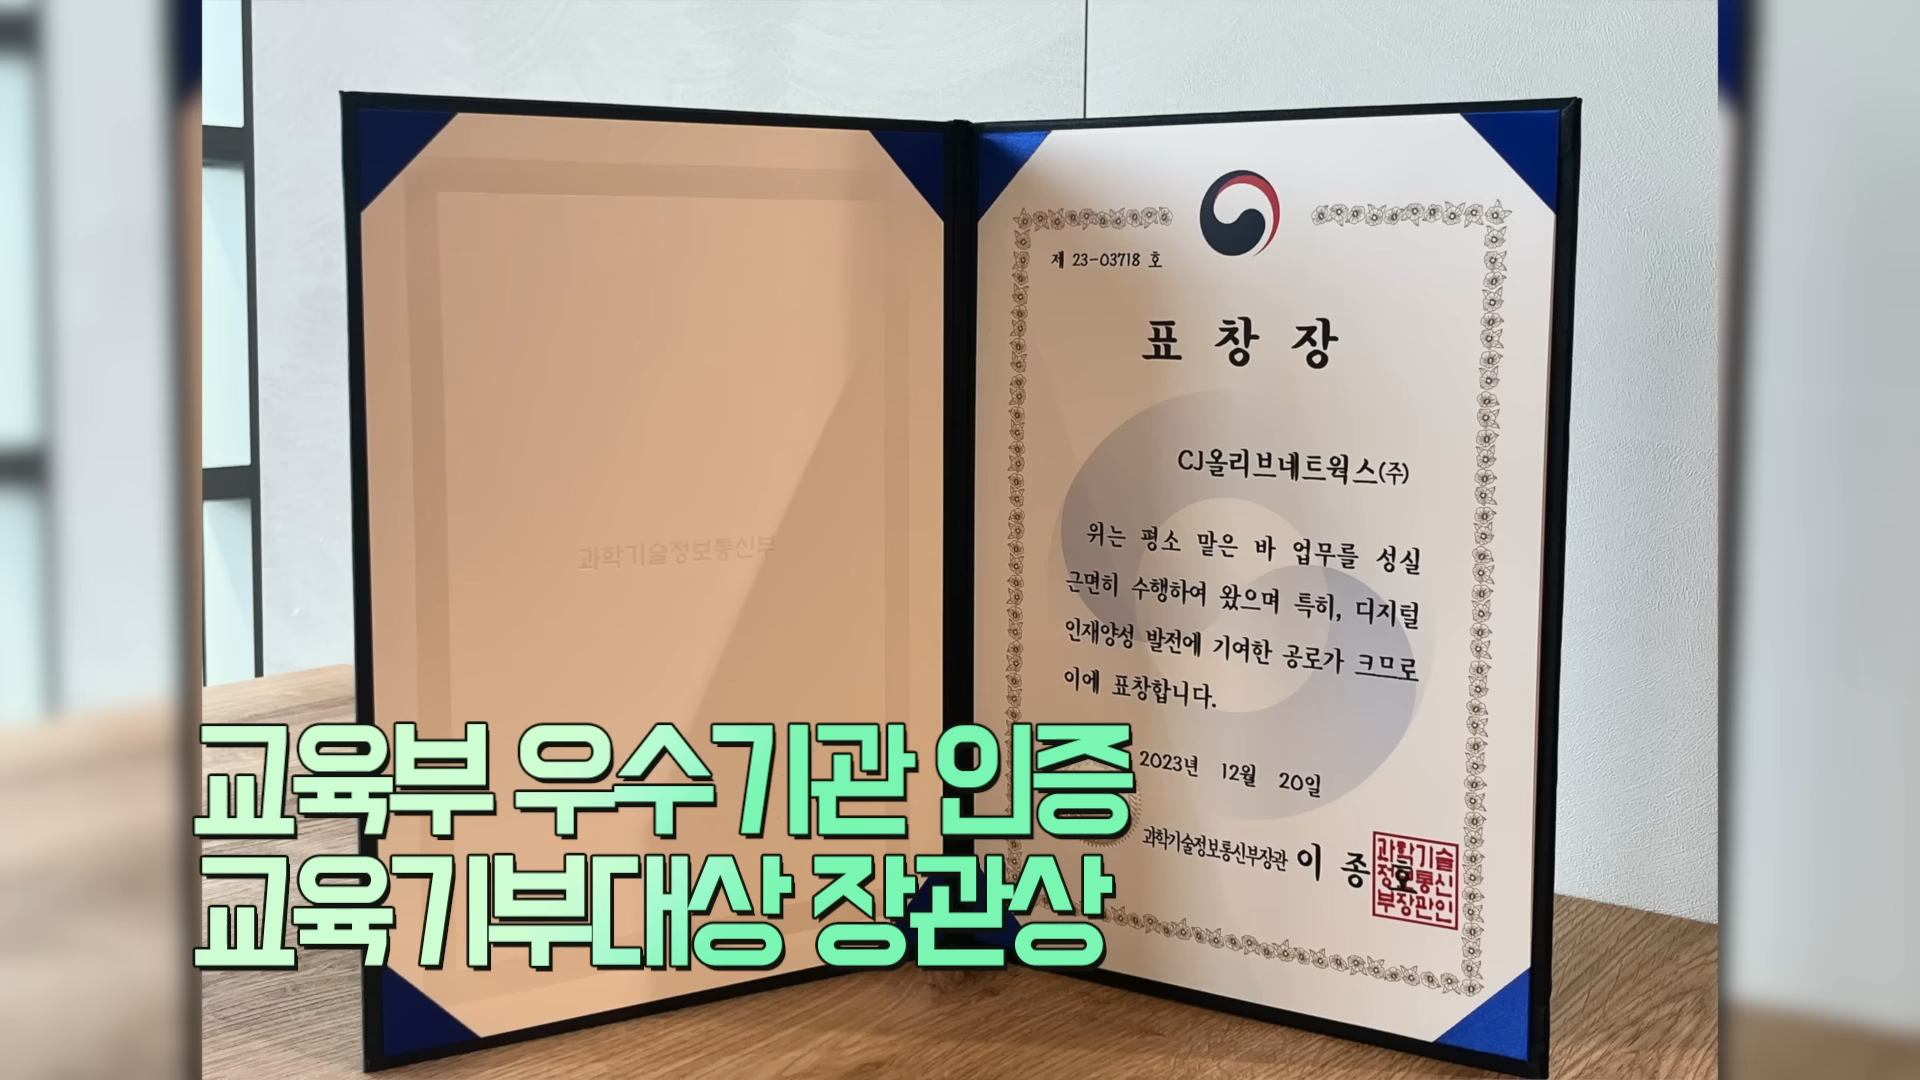 과학기술정보통신부
제 23-03718 호
표 창 장
CJ올리브네트웍스(주)
위는 평소 맡은 바 업무를 성실
근면히 수행하여 왔으며 특히, 디지털
인재양성 발전에 기여한 공로가 크므로
이에 표창합니다.
2023년 12월 20일
과학기술정보통신부장관 이 종 호
과학기술
정보통신
부장관인
교육부 우수기관 인증
교육기부대상 장관상